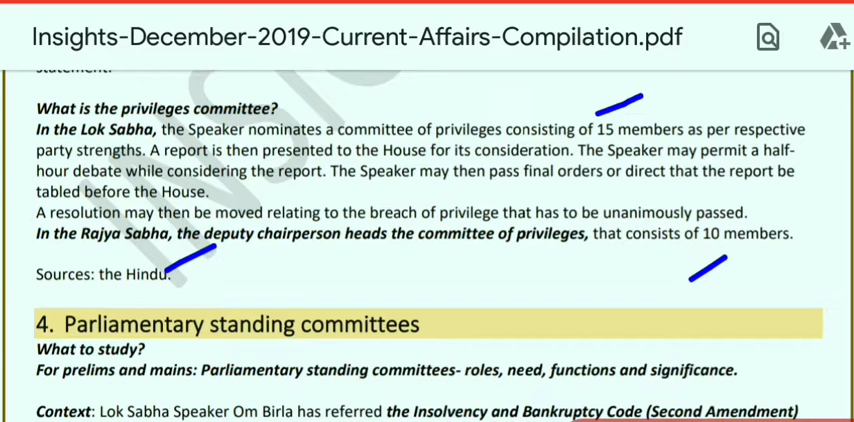 Insights-December-2019-Current-Affairs-Compilation.pdf
statement.
What is the privileges committee?
In the Lok Sabha, the Speaker nominates a committee of privileges consisting of 15 members as per respective
party strengths. A report is then presented to the House for its consideration. The Speaker may permit a half-
hour debate while considering the report. The Speaker may then pass final orders or direct that the report be
tabled before the House.
A resolution may then be moved relating to the breach of privilege that has to be unanimously passed.
In the Rajya Sabha, the deputy chairperson heads the committee of privileges, that consists of 10 members.
Sources: the Hindu.
4. Parliamentary standing committees
What to study?
For prelims and mains: Parliamentary standing committees- roles, need, functions and significance.
Context: Lok Sabha Speaker Om Birla has referred the Insolvency and Bankruptcy Code (Second Amendment)